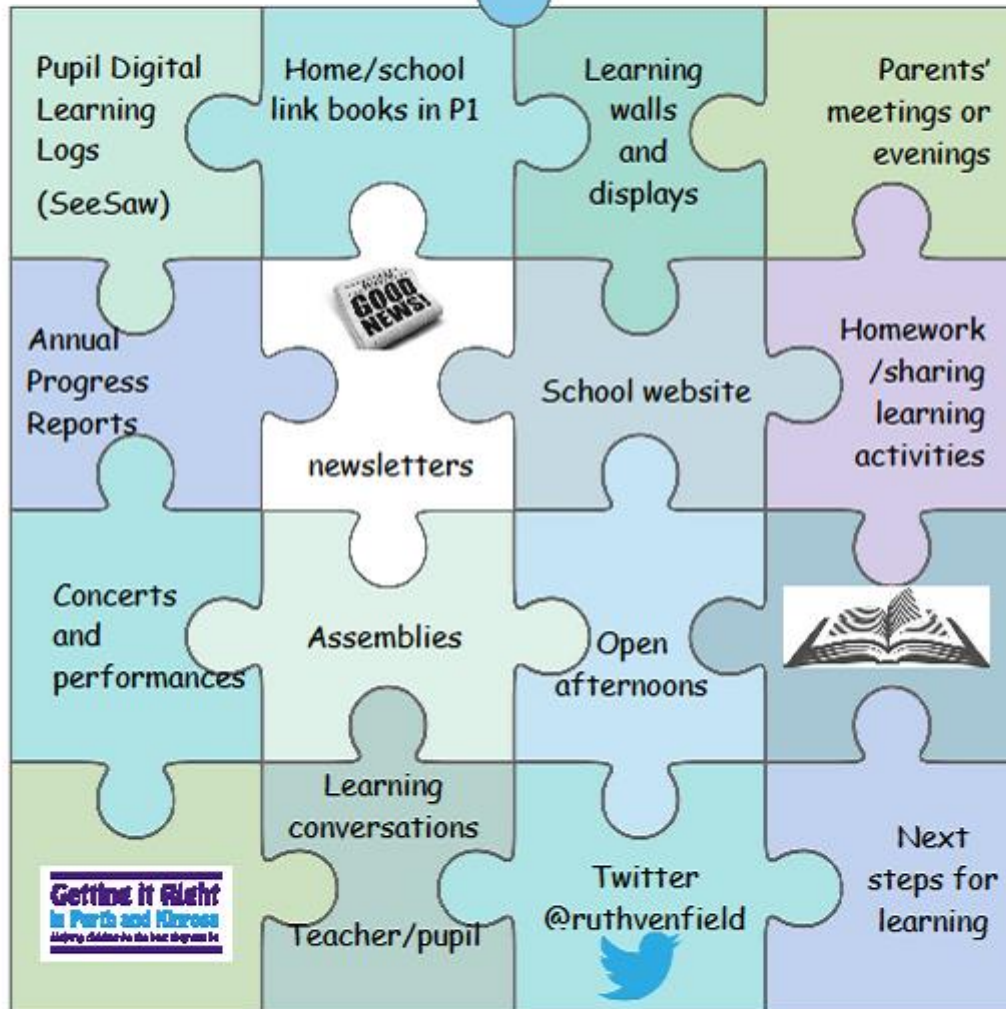 Pupil Digital
Learning
Logs
(SeeSaw)
Home/school
link books in P1
Learning
walls
and
displays
Parents'
meetings or
evenings
Annual
Progress
Reports
GOOD
NEWS!
newsletters
School website
Homework
/sharing
learning
activities
Concerts
and
performances
Assemblies
Open
afternoons
Getting it Right
in Perth and Kinross
Learning
conversations
Teacher/pupil
Twitter
@ruthvenfield
Next
steps for
learning